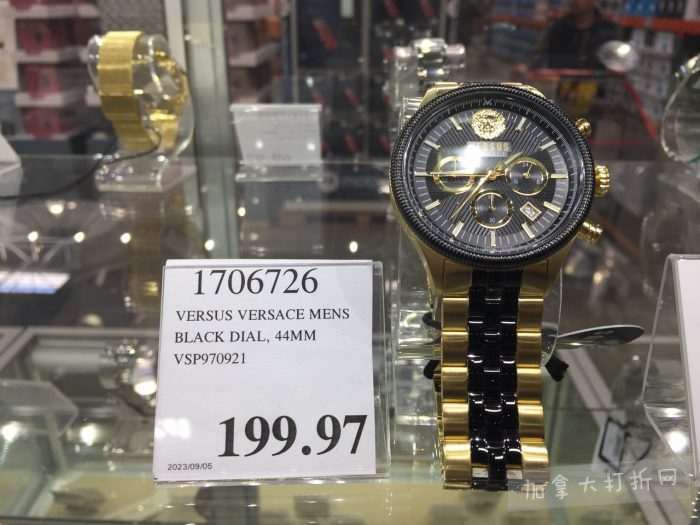 1706726
VERSUS VERSACE MENS
BLACK DIAL, 44MM
VSP970921
199.97
2023/09/05
VERSUS
加拿大打折网